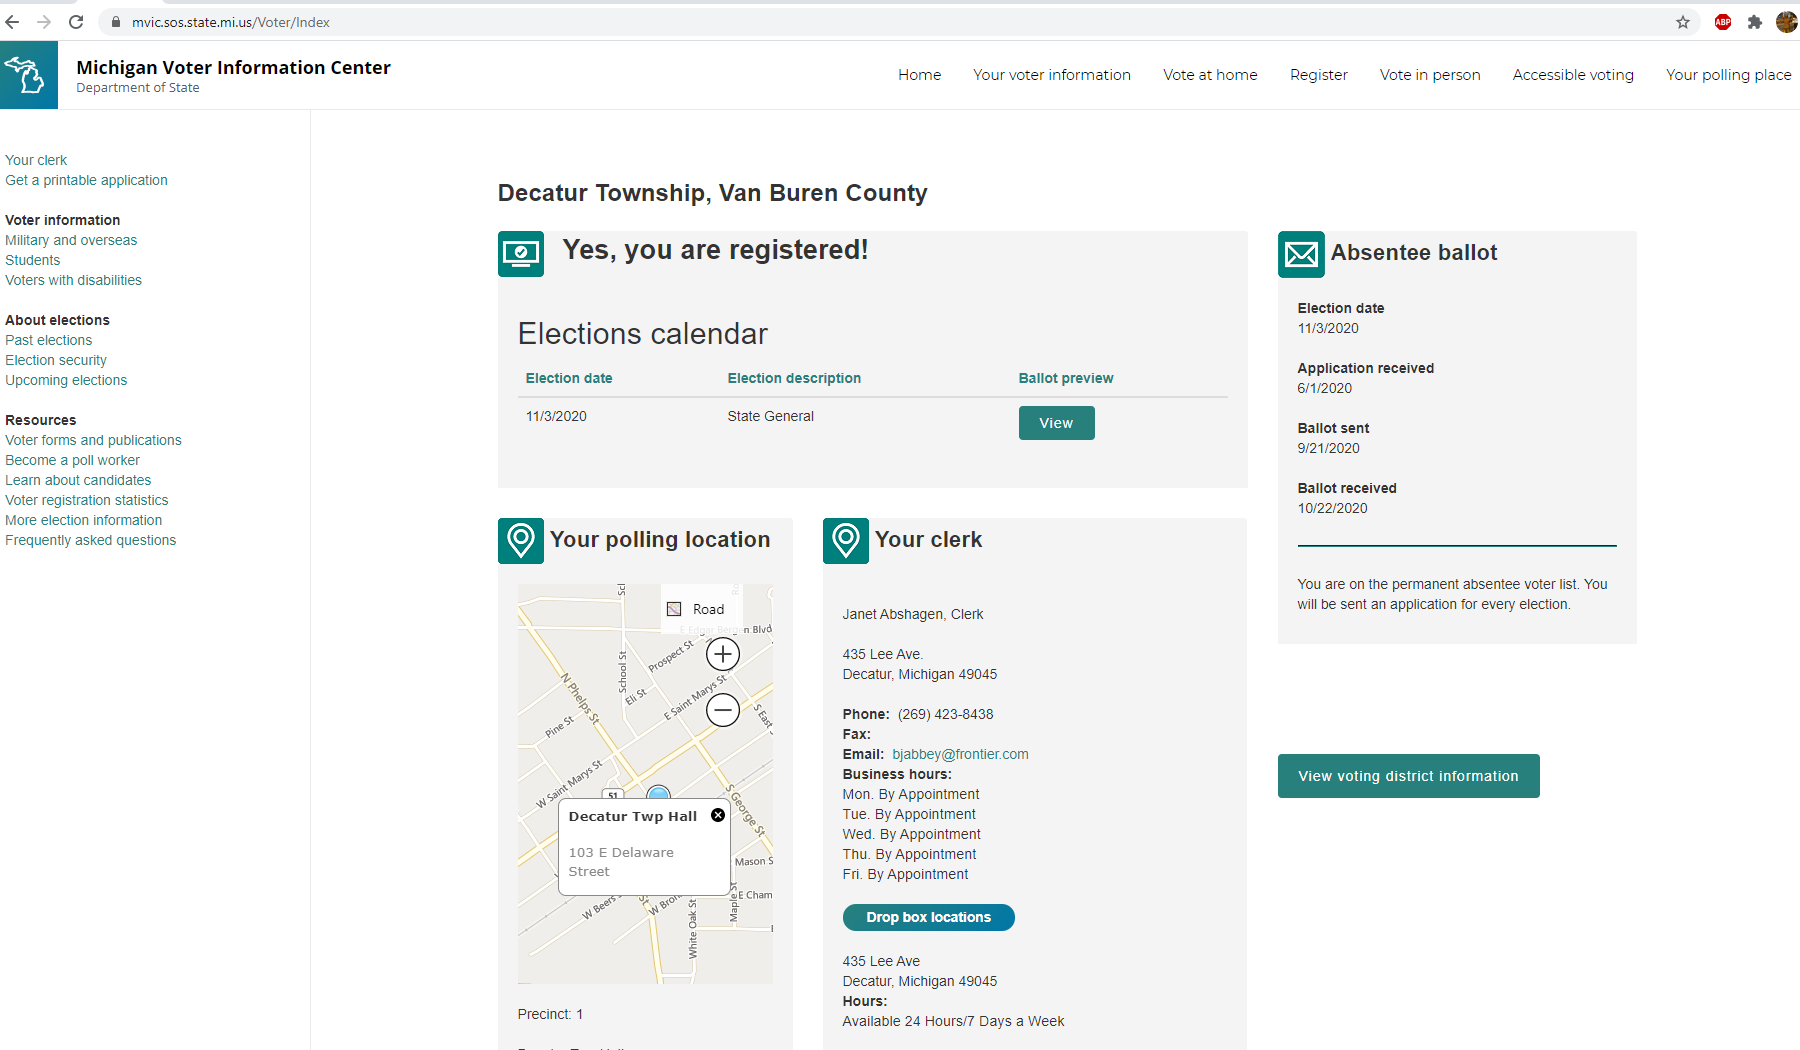 mvic.sos.state.mi.us/Voter/Index
ABP
Michigan Voter Information Center
Department of State
Home
Your voter information
Vote at home
Register
Vote in person
Accessible voting
Your polling place
Your clerk
Get a printable application
Voter information
Military and overseas
Students
Voters with disabilities
About elections
Past elections
Election security
Upcoming elections
Resources
Voter forms and publications
Become a poll worker
Learn about candidates
Voter registration statistics
More election information
Frequently asked questions
Decatur Township, Van Buren County
Yes, you are registered!
Elections calendar
Election date Election description Ballot preview
11/3/2020 State General View
Your polling location
Road
School St
Prospect St
Eli St
E Saint Marys St
N Phelps St
Pine St
W Saint Marys St
S George St
51
Decatur Twp Hall
103 E Delaware
Street
Mason S
E Cham
Maple St
W Beers
W Bron
White Oak St
Precinct: 1
Your clerk
Janet Abshagen, Clerk
435 Lee Ave.
Decatur, Michigan 49045
Phone: (269) 423-8438
Fax:
Email: bjabbey@frontier.com
Business hours:
Mon. By Appointment
Tue. By Appointment
Wed. By Appointment
Thu. By Appointment
Fri. By Appointment
Drop box locations
435 Lee Ave
Decatur, Michigan 49045
Hours:
Available 24 Hours/7 Days a Week
Absentee ballot
Election date
11/3/2020
Application received
6/1/2020
Ballot sent
9/21/2020
Ballot received
10/22/2020
You are on the permanent absentee voter list. You
will be sent an application for every election.
View voting district information